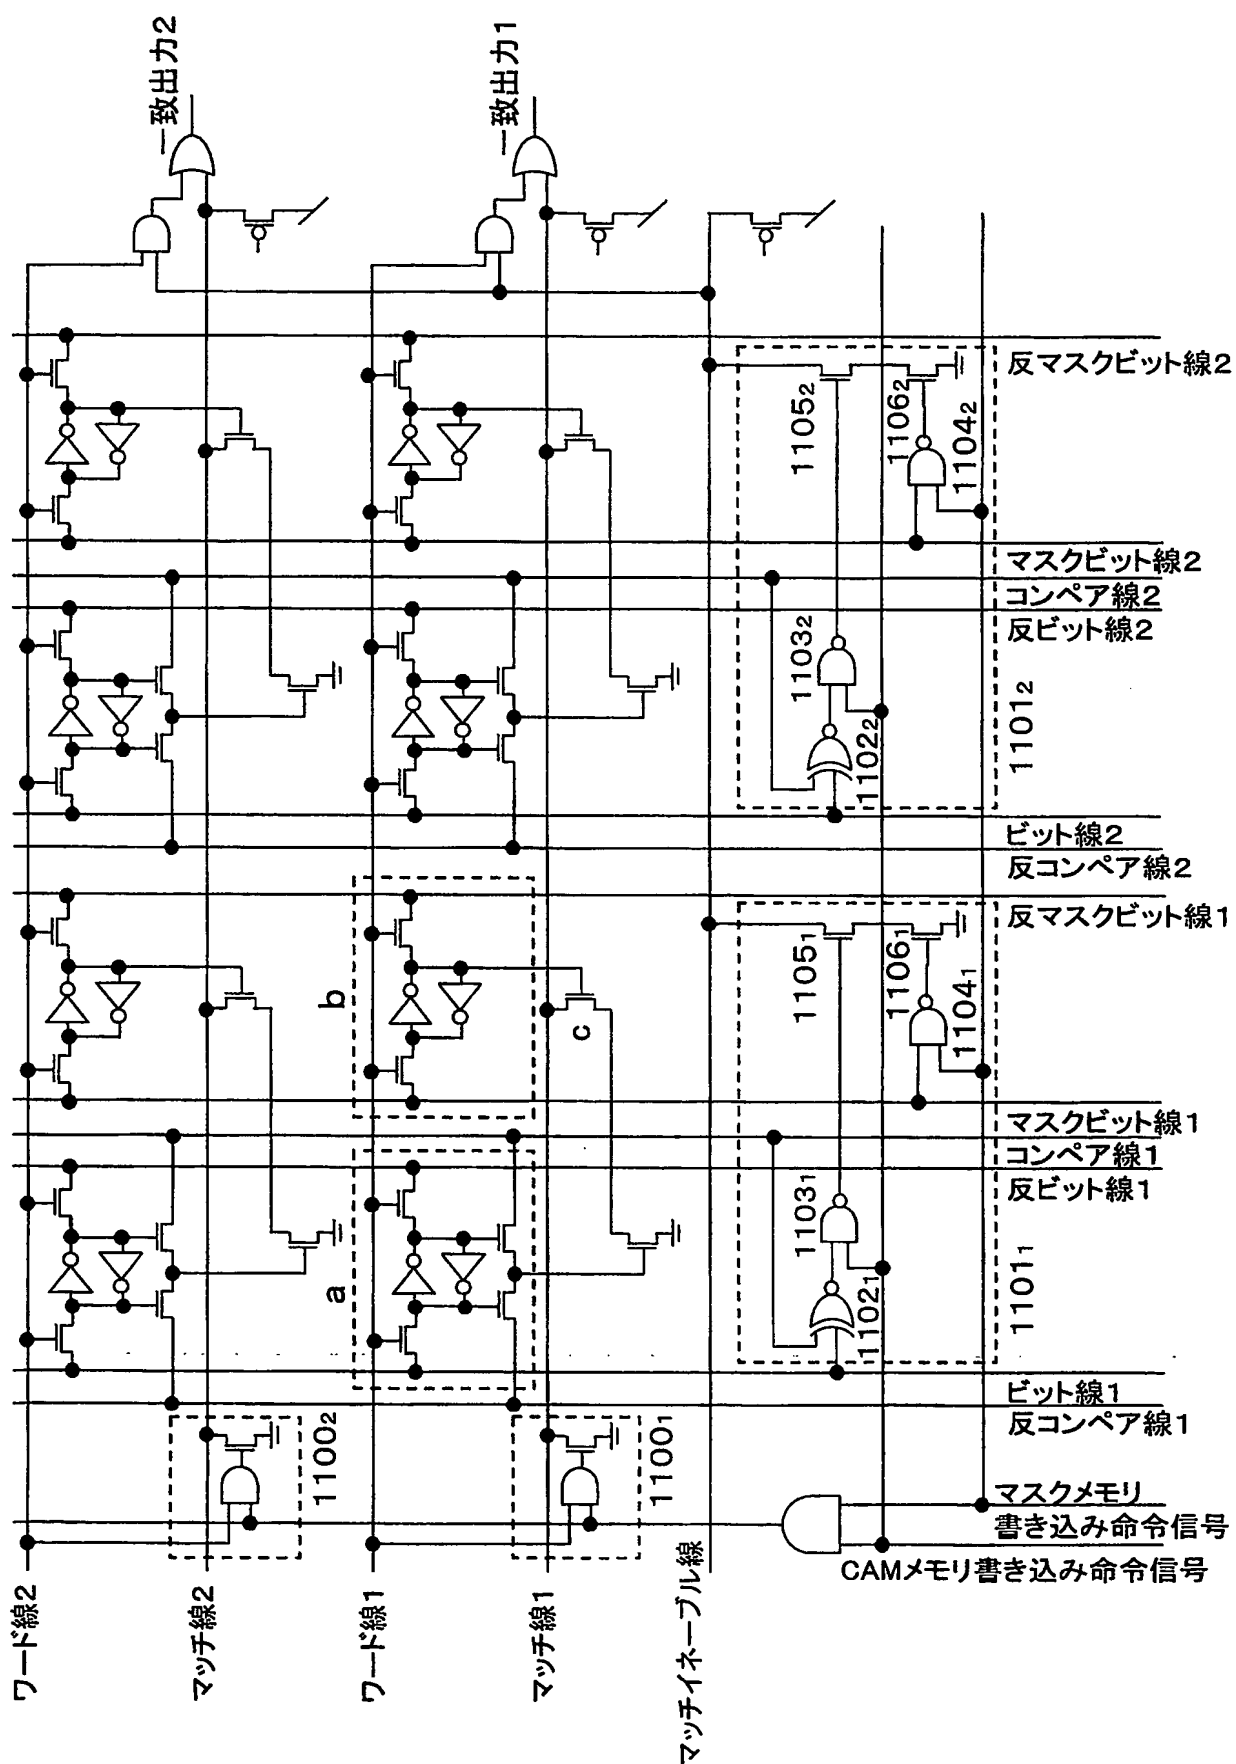 一致出力2
一致出力1
反マスクビット線2
1105₂
1106₂
1104₂
マスクビット線2
コンペア線2
反ビット線2
1103₂
1102₂
1101₂
ビット線2
反コンペア線2
反マスクビット線1
b
c
1105₁
1106₁
1104₁
マスクビット線1
コンペア線1
反ビット線1
a
1103₁
1102₁
1101₁
ビット線1
反コンペア線1
1100₂
1100₁
マスクメモリ
書き込み命令信号
CAMメモリ書き込み命令信号
ワード線2
マッチ線2
ワード線1
マッチ線1
マッチイネーブル線